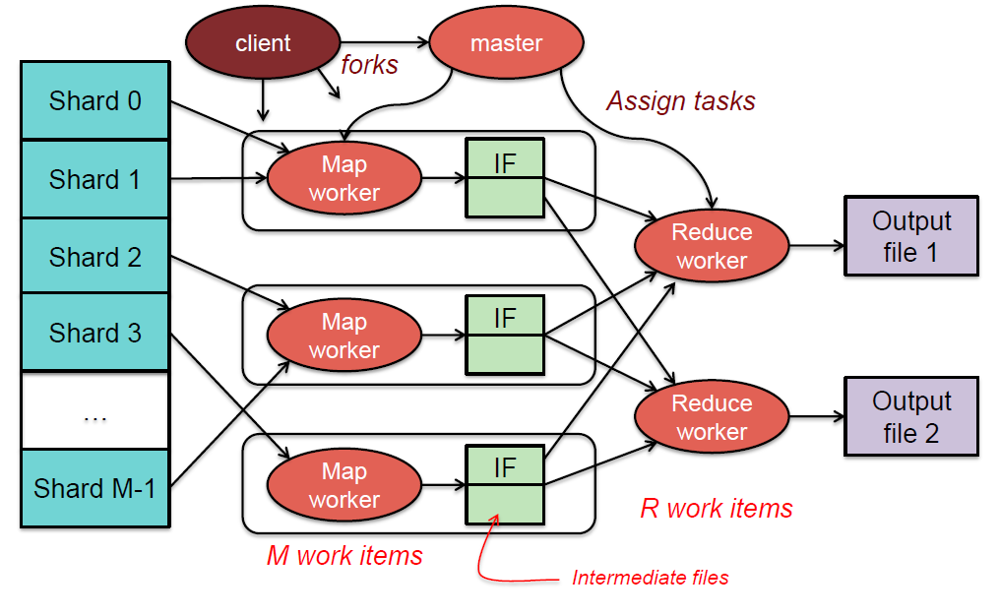 client
master
forks
Assign tasks
Shard 0
Shard 1
Shard 2
Shard 3
...
Shard M-1
Map
worker
IF
Map
worker
IF
Map
worker
IF
Reduce
worker
Reduce
worker
Output
file 1
Output
file 2
M work items
R work items
Intermediate files